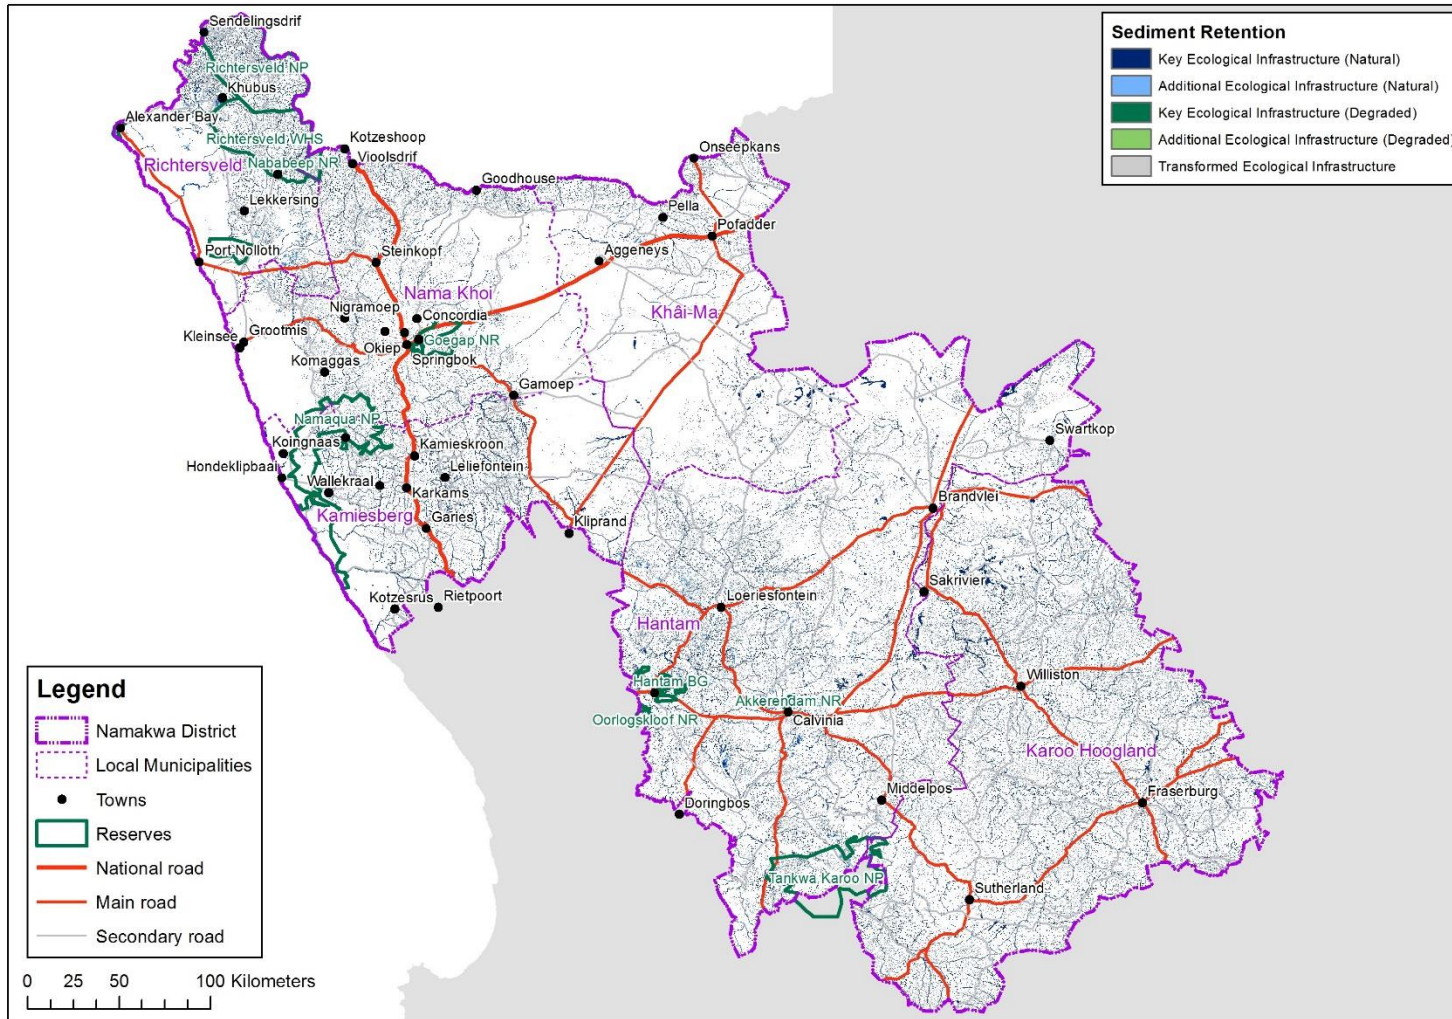 Sendelingsdrif
Richtersveld NP
Khubus
Alexander Bay
Richtersveld WHS
Kotzeshoop
Vioolsdrif
Richtersveld
Nababeep NR
Goodhouse
Onseepkans
Lekkersing
Pella
Pofadder
Port Nolloth
Steinkopf
Aggeneys
Nama Khoi
Nigramoep
Concordia
Khâi-Ma
Kleinsee
Grootmis
Okiep
Goegap NR
Springbok
Komaggas
Gamoep
Namaqua NP
Koingnaas
Kamieskroon
Swartkop
Hondeklipbaai
Wallekraal
Leliefontein
Karkams
Kamiesberg
Garies
Kliprand
Brandvlei
Sakrivier
Kotzesrus
Rietpoort
Loeriesfontein
Hantam
Hantam BG
Williston
Akkerendam NR
Oorlogskloof NR
Calvinia
Karoo Hoogland
Middelpos
Fraserburg
Doringbos
Tankwa Karoo NP
Sutherland
Sediment Retention
Key Ecological Infrastructure (Natural)
Additional Ecological Infrastructure (Natural)
Key Ecological Infrastructure (Degraded)
Additional Ecological Infrastructure (Degraded)
Transformed Ecological Infrastructure
Legend
Namakwa District
Local Municipalities
Towns
Reserves
National road
Main road
Secondary road
0 25 50 100 Kilometers